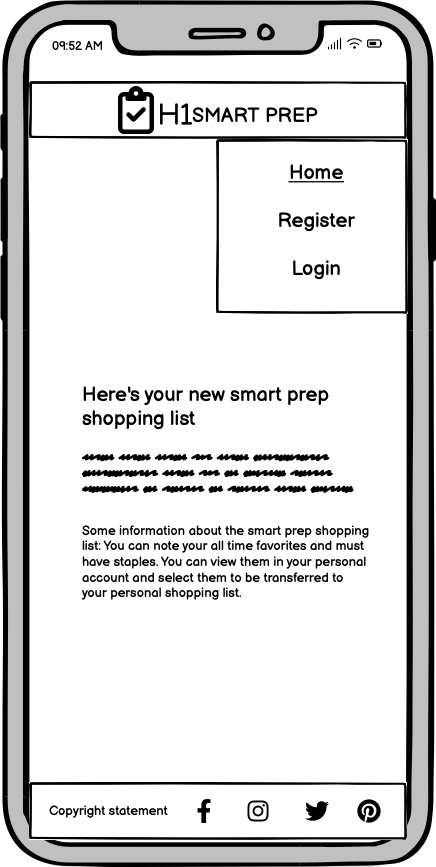 09:52 AM
H1SMART PREP
Home
Register
Login
Here's your new smart prep
shopping list
Some information about the smart prep shopping
list: You can note your all time favorites and must
have staples. You can view them in your personal
account and select them to be transferred to
your personal shopping list.
Copyright statement